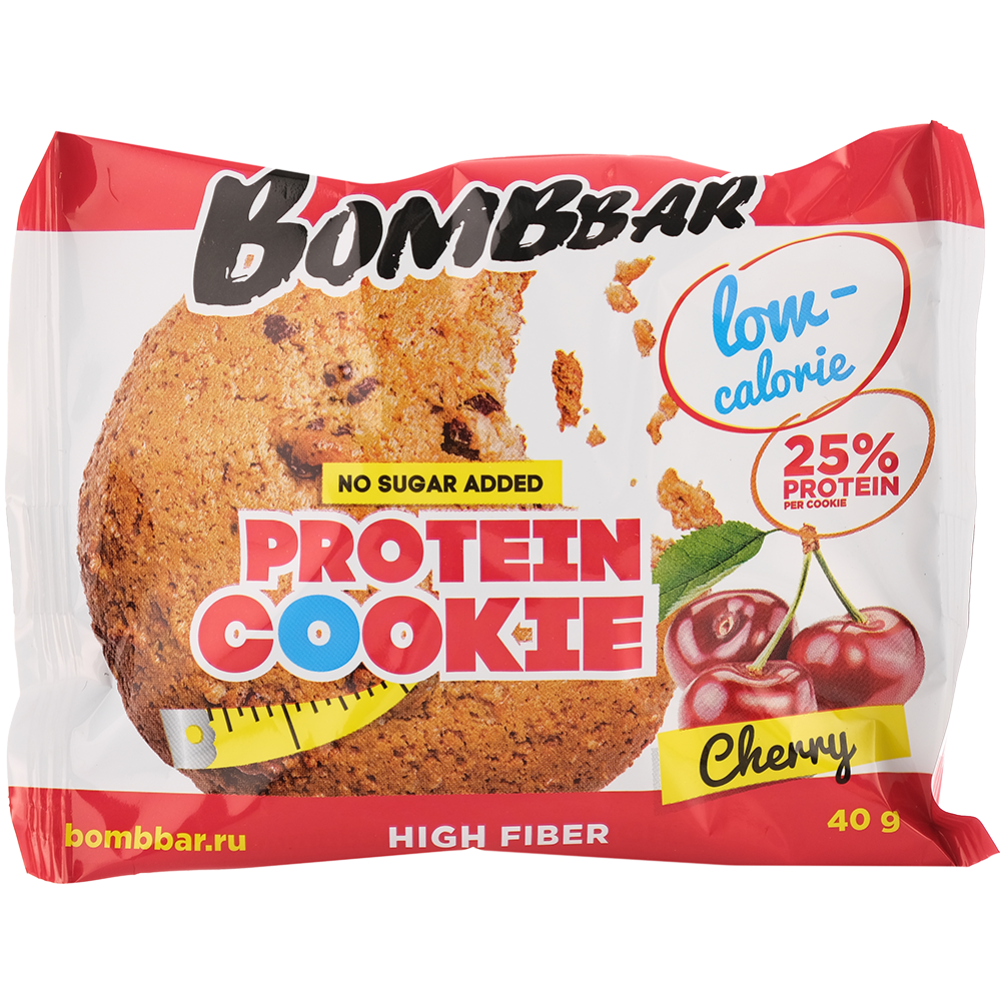 BOMBBAR
low-
calorie
25%
PROTEIN
PER COOKIE
NO SUGAR ADDED
PROTEIN
COOKIE
Cherry
bombbar.ru
HIGH FIBER
40 g